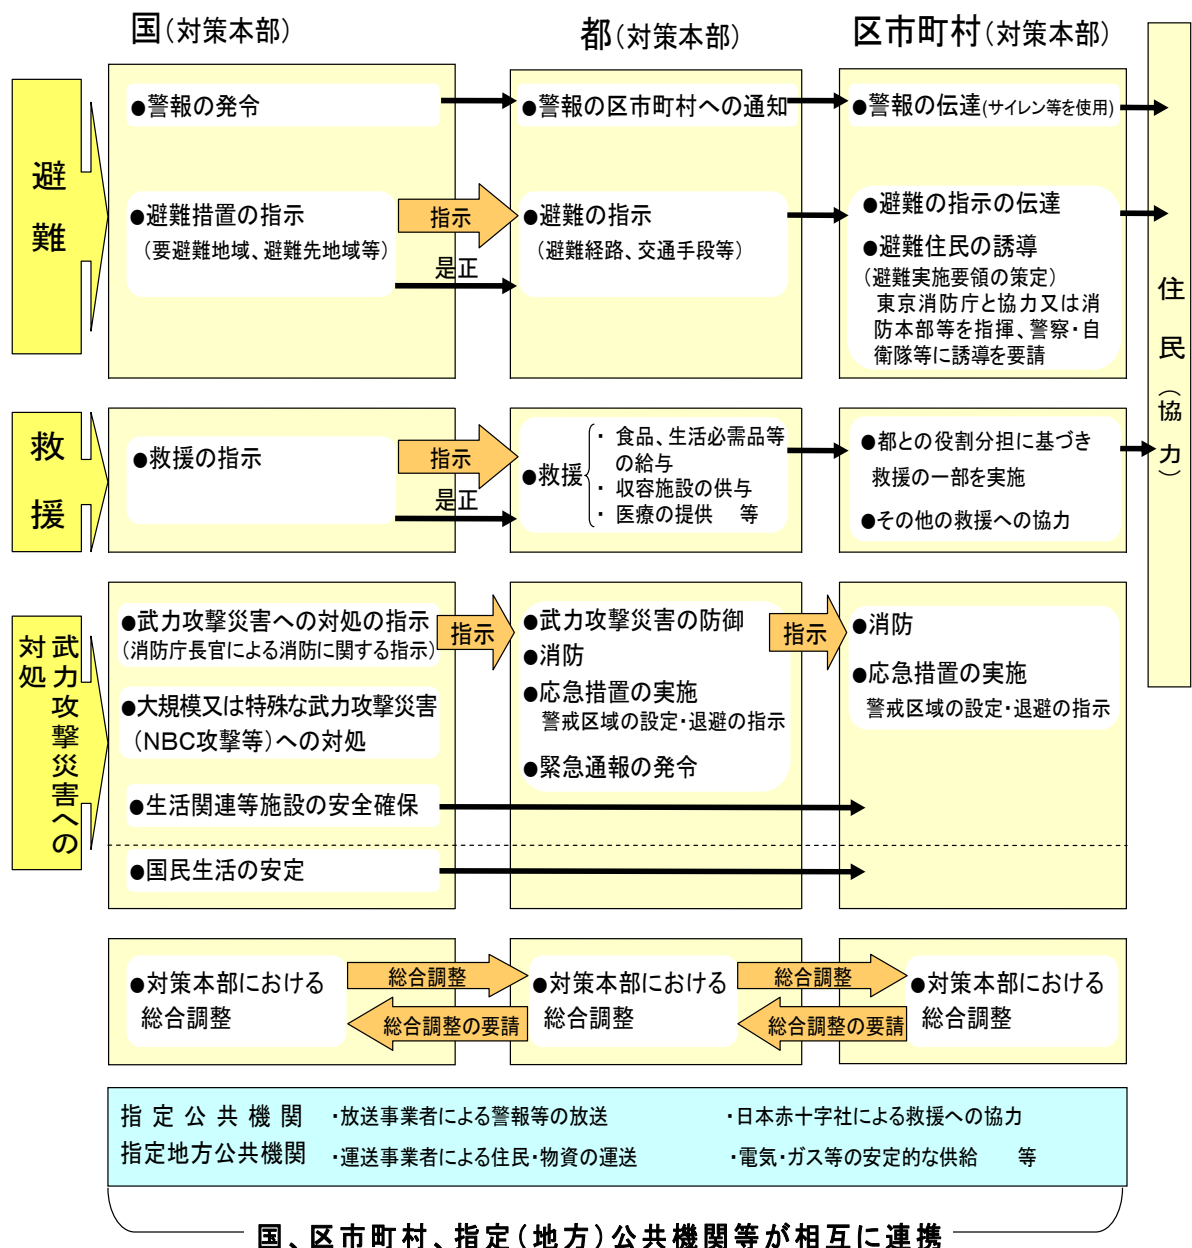 国(対策本部)
都(対策本部)
区市町村(対策本部)
避難
●警報の発令
●警報の区市町村への通知
●警報の伝達(サイレン等を使用)
●避難措置の指示
(要避難地域、避難先地域等)
指示
是正
●避難の指示
(避難経路、交通手段等)
●避難の指示の伝達
●避難住民の誘導
(避難実施要領の策定)
東京消防庁と協力又は消
防本部等を指揮、警察・自
衛隊等に誘導を要請
住民(協力)
救援
●救援の指示
指示
是正
●救援
・ 食品、生活必需品等
の給与
・ 収容施設の供与
・ 医療の提供 等
●都との役割分担に基づき
救援の一部を実施
●その他の救援への協力
武力攻撃災害への
対処
●武力攻撃災害への対処の指示
(消防庁長官による消防に関する指示)
指示
●大規模又は特殊な武力攻撃災害
(NBC攻撃等)への対処
●生活関連等施設の安全確保
●国民生活の安定
●武力攻撃災害の防御
●消防
●応急措置の実施
警戒区域の設定・退避の指示
●緊急通報の発令
指示
●消防
●応急措置の実施
警戒区域の設定・退避の指示
●対策本部における
総合調整
総合調整
総合調整の要請
●対策本部における
総合調整
総合調整
総合調整の要請
●対策本部における
総合調整
指定公共機関 ・放送事業者による警報等の放送 ・日本赤十字社による救援への協力
指定地方公共機関 ・運送事業者による住民・物資の運送 ・電気・ガス等の安定的な供給 等
国、区市町村、指定(地方)公共機関等が相互に連携